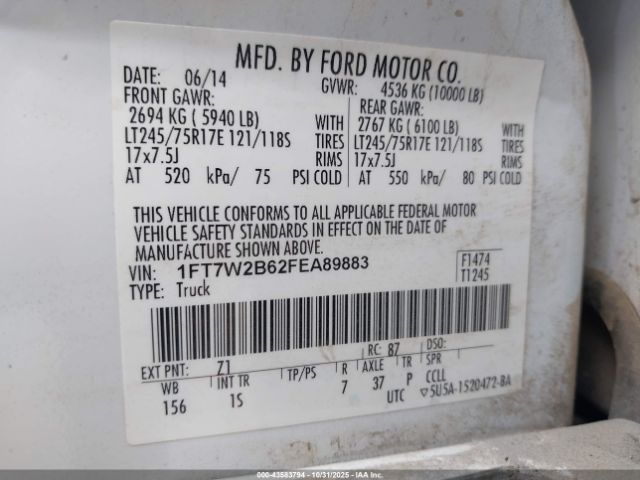 MFD. BY FORD MOTOR CO.
DATE: 06/14 GVWR: 4536 KG (10000 LB)
FRONT GAWR: REAR GAWR:
2694 KG ( 5940 LB) WITH 2767 KG ( 6100 LB) WITH
LT245/75R17E 121/118S TIRES LT245/75R17E 121/118S TIRES
17x7.5J RIMS 17x7.5J RIMS
AT 520 kPa/ 75 PSI COLD AT 550 kPa/ 80 PSI COLD
THIS VEHICLE CONFORMS TO ALL APPLICABLE FEDERAL MOTOR
VEHICLE SAFETY STANDARDS IN EFFECT ON THE DATE OF
MANUFACTURE SHOWN ABOVE.
VIN: 1FT7W2B62FEA89883 F1474
TYPE: Truck T1245
EXT PNT: Z1 RC: 87 DSO:
WB INT TR TP/PS R AXLE TR SPR
156 1S 7 37 P CCLL
UTC ▽5U5A-1520472-BA
000-43583794 - 10/31/2025 - IAAI.COM